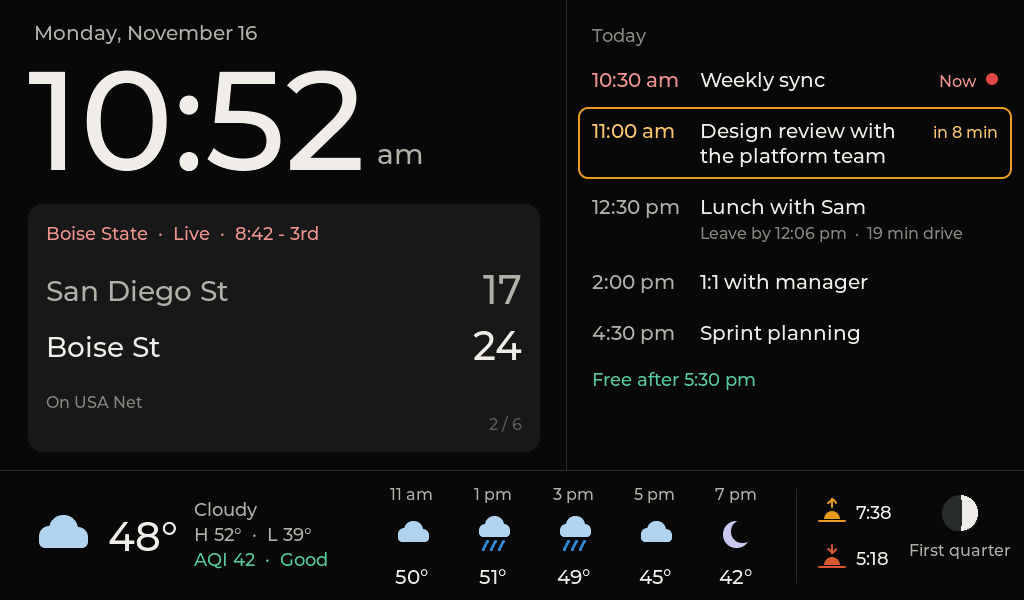 Monday, November 16
10:52 am
Boise State · Live · 8:42 - 3rd
San Diego St 17
Boise St 24
On USA Net
2 / 6
Today
10:30 am Weekly sync Now
11:00 am Design review with in 8 min
the platform team
12:30 pm Lunch with Sam
Leave by 12:06 pm · 19 min drive
2:00 pm 1:1 with manager
4:30 pm Sprint planning
Free after 5:30 pm
48°
Cloudy
H 52° · L 39°
AQI 42 · Good
11 am 1 pm 3 pm 5 pm 7 pm
50° 51° 49° 45° 42°
7:38
5:18
First quarter